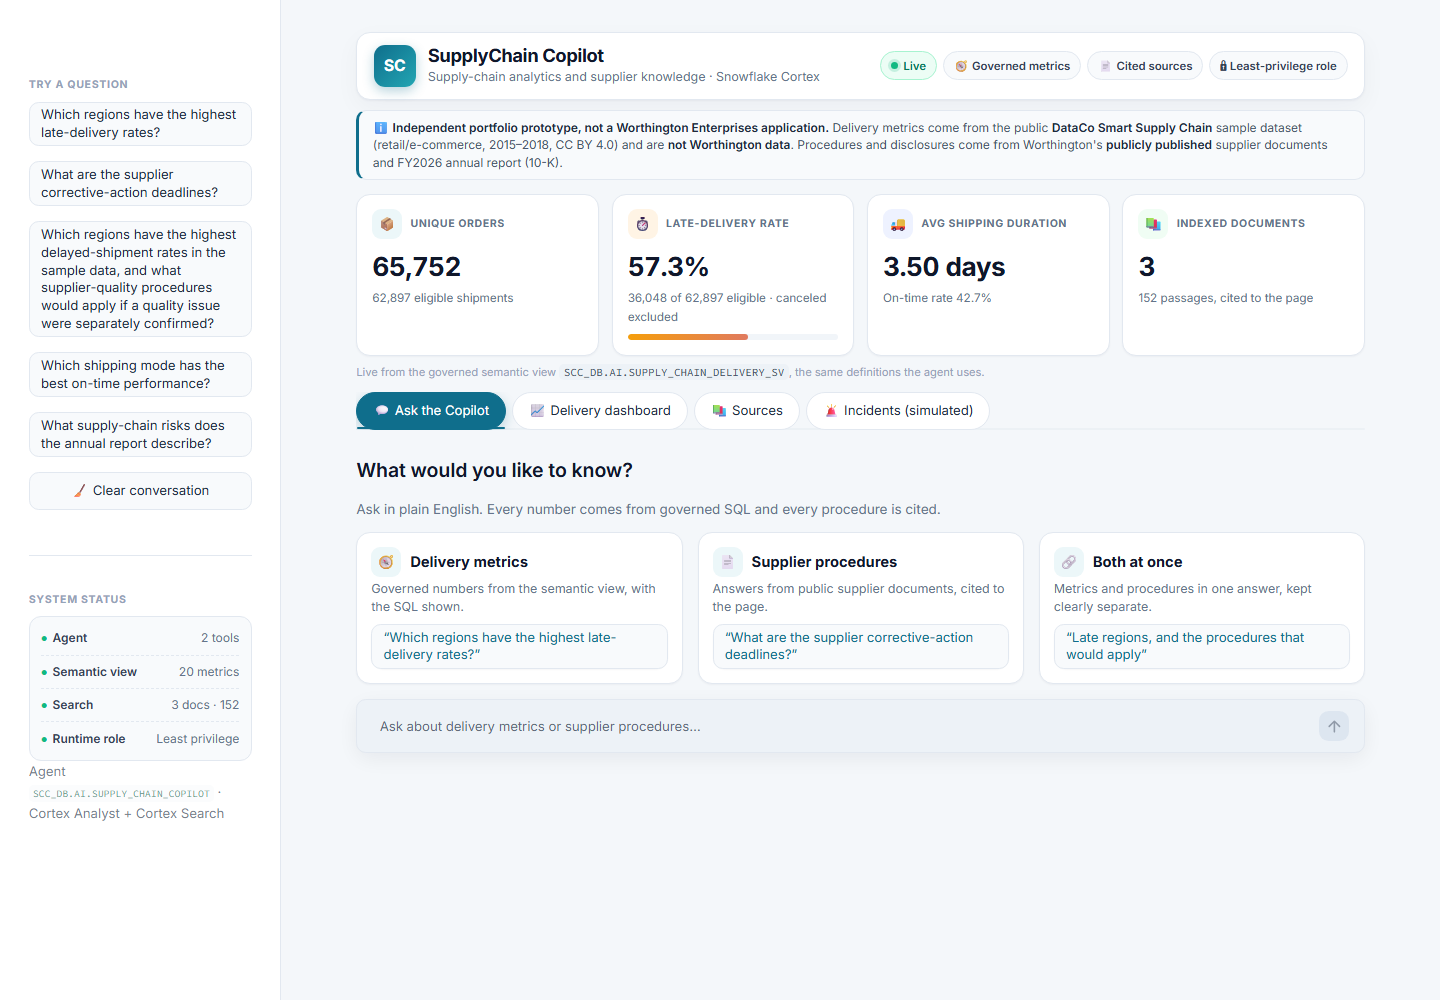 TRY A QUESTION
Which regions have the highest
late-delivery rates?
What are the supplier
corrective-action deadlines?
Which regions have the highest
delayed-shipment rates in the
sample data, and what
supplier-quality procedures
would apply if a quality issue
were separately confirmed?
Which shipping mode has the
best on-time performance?
What supply-chain risks does
the annual report describe?
Clear conversation
SYSTEM STATUS
Agent 2 tools
Semantic view 20 metrics
Search 3 docs · 152
Runtime role Least privilege
Agent
SCC_DB.AI.SUPPLY_CHAIN_COPILOT ·
Cortex Analyst + Cortex Search
SC
SupplyChain Copilot
Supply-chain analytics and supplier knowledge · Snowflake Cortex
Live
Governed metrics
Cited sources
Least-privilege role
Independent portfolio prototype, not a Worthington Enterprises application. Delivery metrics come from the public DataCo Smart Supply Chain sample dataset
(retail/e-commerce, 2015–2018, CC BY 4.0) and are not Worthington data. Procedures and disclosures come from Worthington's publicly published supplier documents
and FY2026 annual report (10-K).
UNIQUE ORDERS
65,752
62,897 eligible shipments
LATE-DELIVERY RATE
57.3%
36,048 of 62,897 eligible · canceled
excluded
AVG SHIPPING DURATION
3.50 days
On-time rate 42.7%
INDEXED DOCUMENTS
3
152 passages, cited to the page
Live from the governed semantic view SCC_DB.AI.SUPPLY_CHAIN_DELIVERY_SV , the same definitions the agent uses.
Ask the Copilot
Delivery dashboard
Sources
Incidents (simulated)
What would you like to know?
Ask in plain English. Every number comes from governed SQL and every procedure is cited.
Delivery metrics
Governed numbers from the semantic view, with
the SQL shown.
“Which regions have the highest late-
delivery rates?”
Supplier procedures
Answers from public supplier documents, cited to
the page.
“What are the supplier corrective-action
deadlines?”
Both at once
Metrics and procedures in one answer, kept
clearly separate.
“Late regions, and the procedures that
would apply”
Ask about delivery metrics or supplier procedures...